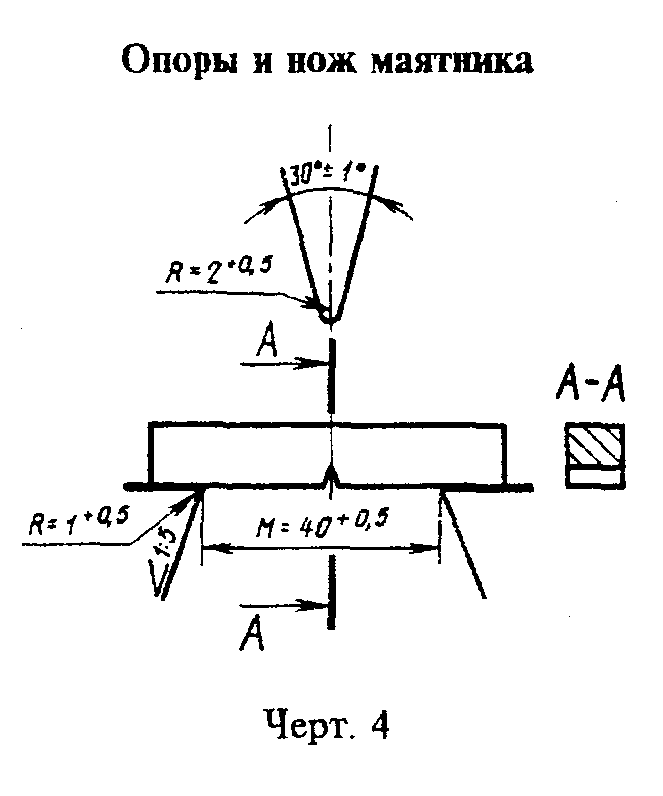 Опоры и нож маятника
30°±1°
R=2+0,5
А
А-А
R=1+0,5
1:5
М=40+0,5
А
Черт. 4